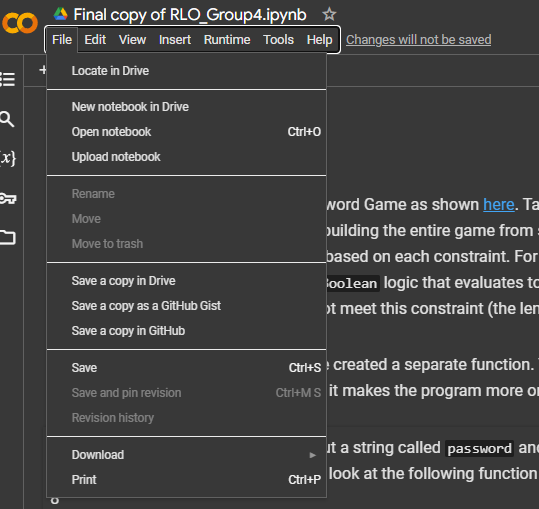 Final copy of RLO_Group4.ipynb
File Edit View Insert Runtime Tools Help Changes will not be saved
Locate in Drive
New notebook in Drive
Open notebook Ctrl+O
Upload notebook
Rename
Move
Move to trash
Save a copy in Drive
Save a copy as a GitHub Gist
Save a copy in GitHub
Save Ctrl+S
Save and pin revision Ctrl+M S
Revision history
Download
Print Ctrl+P
{x}
word Game as shown here. Ta
building the entire game from
based on each constraint. For
Boolean logic that evaluates to
ot meet this constraint (the len
e created a separate function.
it makes the program more or
ut a string called password and
look at the following function